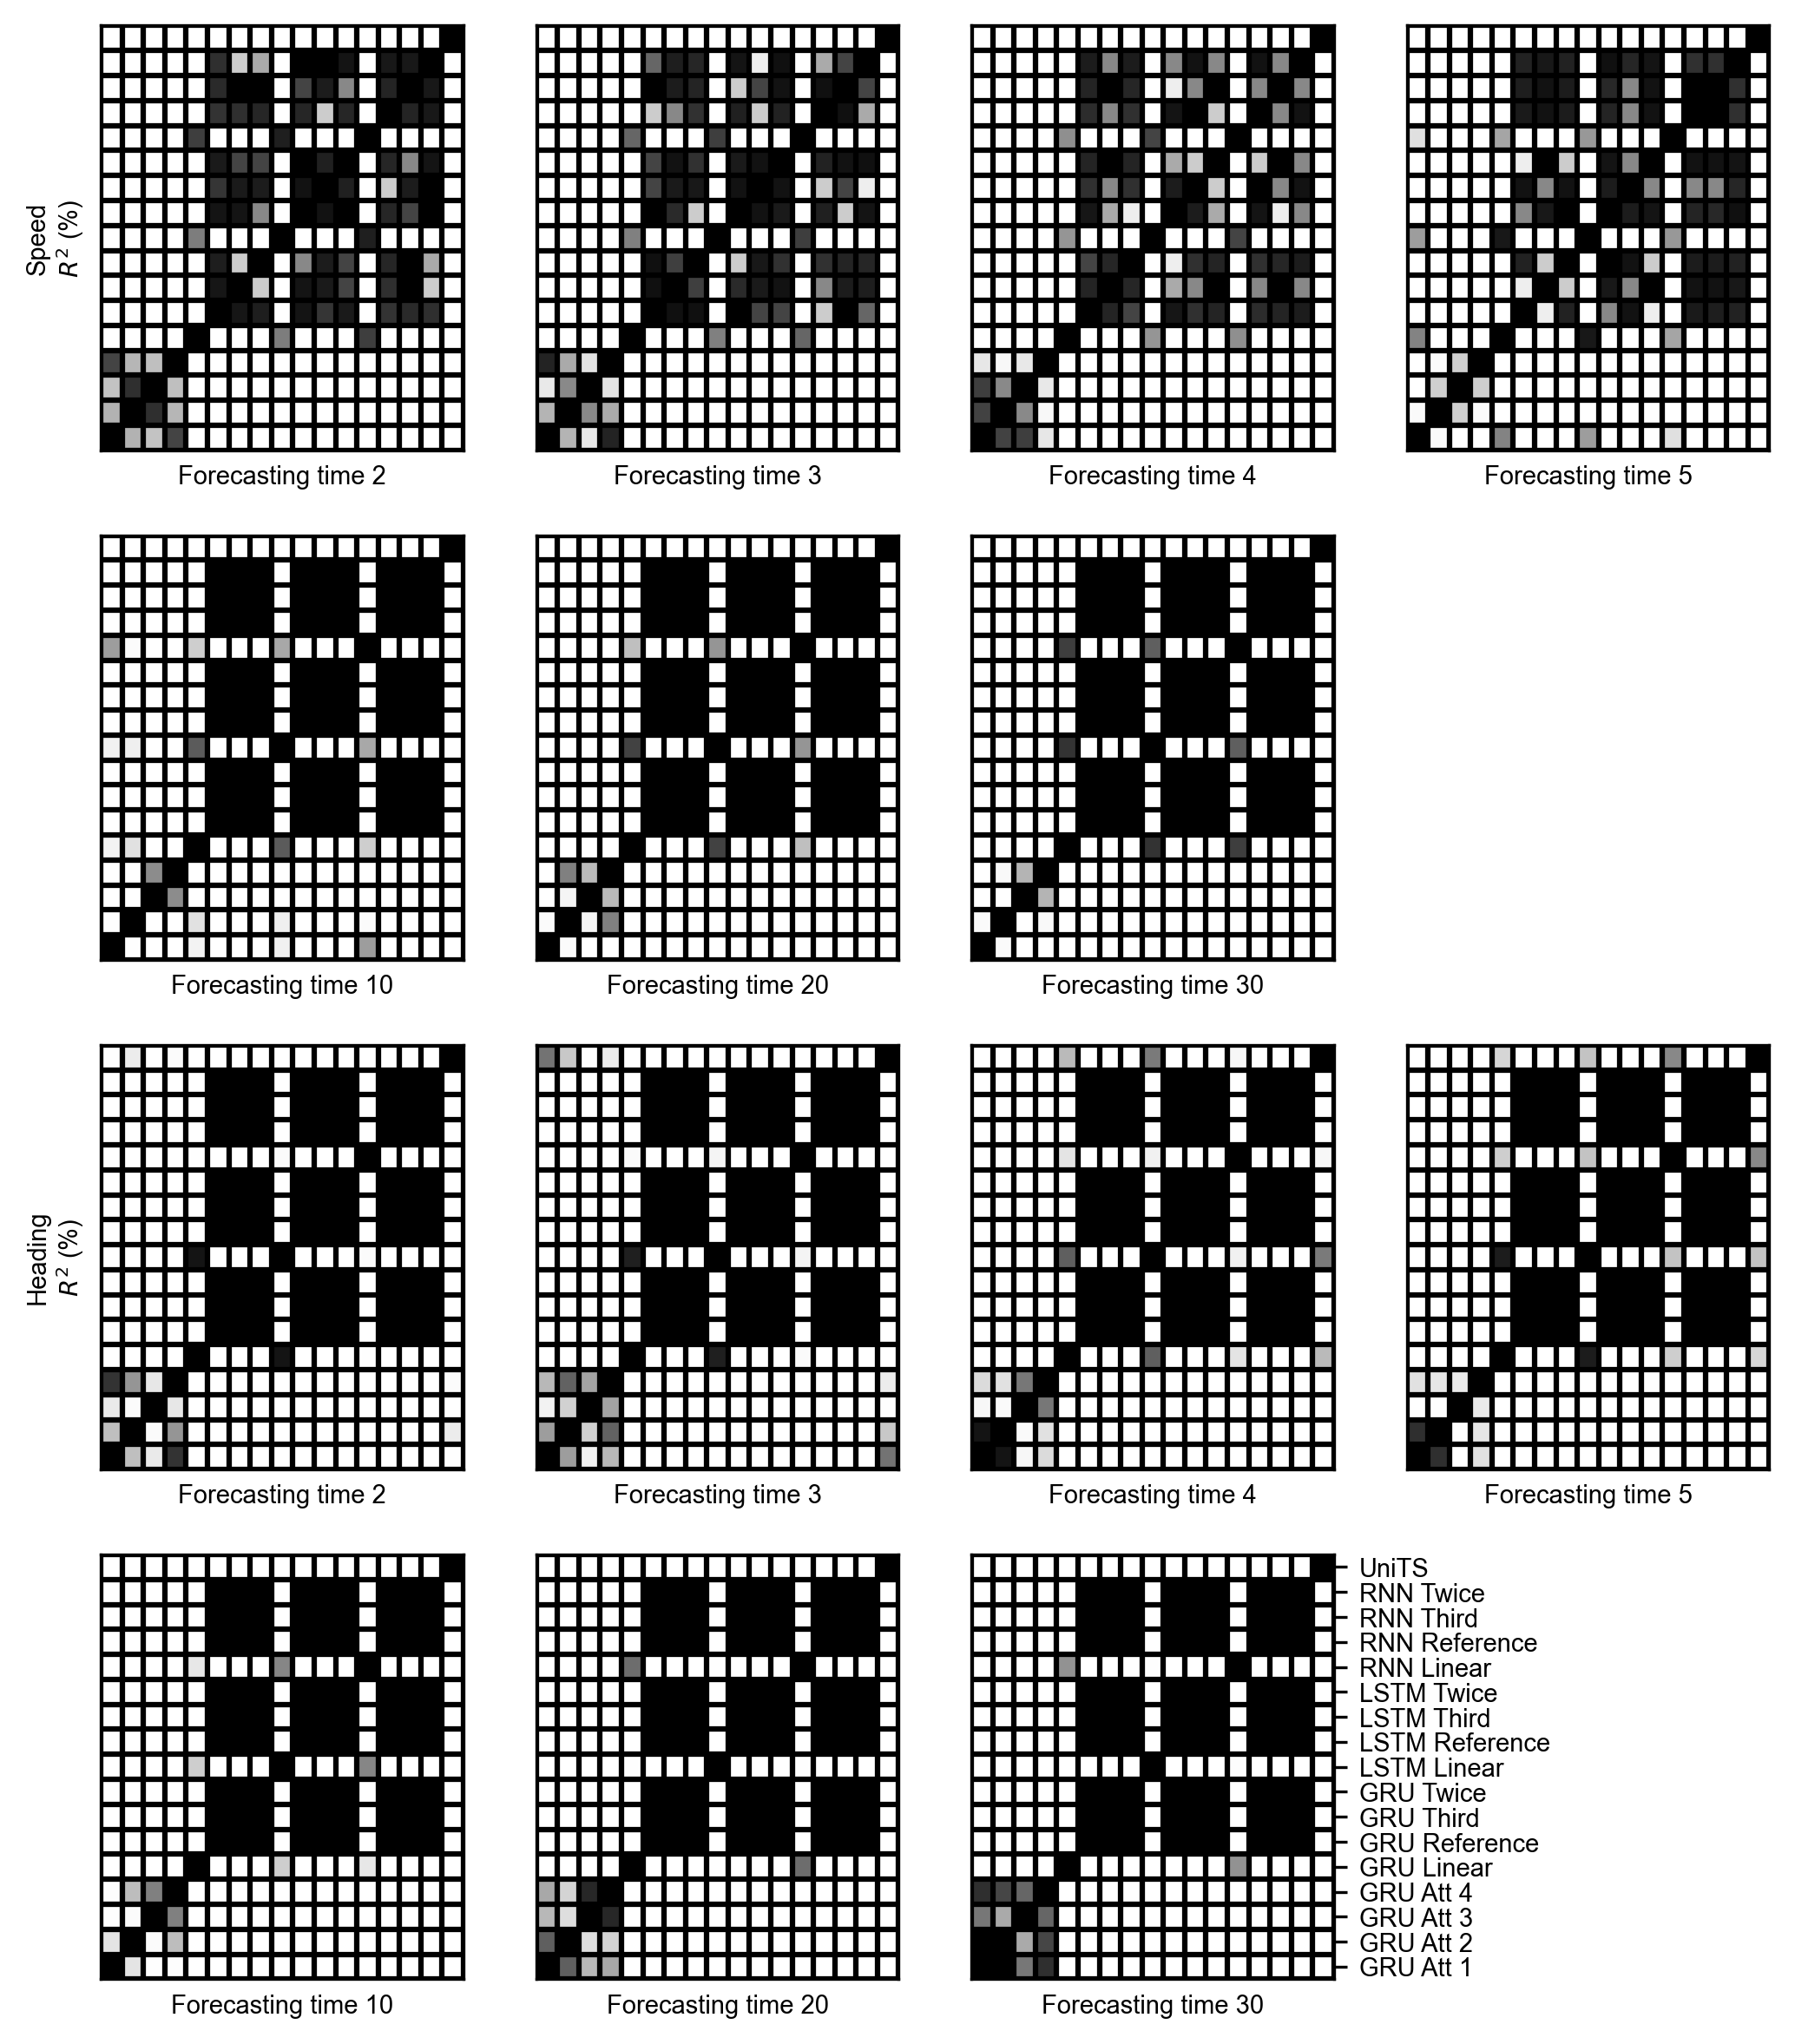 Speed
R² (%)
Forecasting time 2
Forecasting time 3
Forecasting time 4
Forecasting time 5
Forecasting time 10
Forecasting time 20
Forecasting time 30
Heading
R² (%)
Forecasting time 2
Forecasting time 3
Forecasting time 4
Forecasting time 5
UniTS
RNN Twice
RNN Third
RNN Reference
RNN Linear
LSTM Twice
LSTM Third
LSTM Reference
LSTM Linear
GRU Twice
GRU Third
GRU Reference
GRU Linear
GRU Att 4
GRU Att 3
GRU Att 2
GRU Att 1
Forecasting time 10
Forecasting time 20
Forecasting time 30